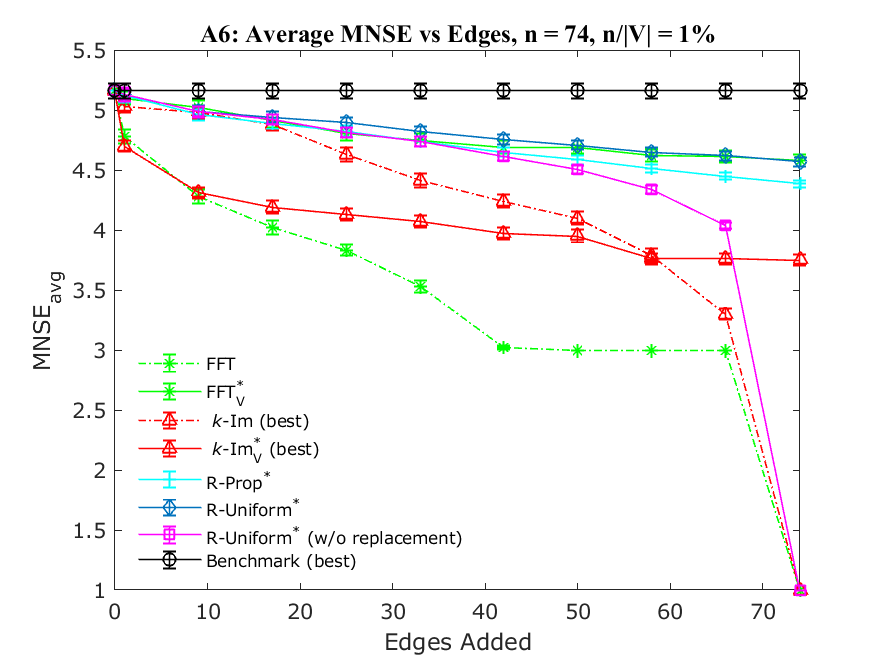 A6: Average MNSE vs Edges, n = 74, n/|V| = 1%
5.5
5
4.5
4
3.5
3
2.5
2
1.5
1
MNSE_avg
FFT
FFT*_V
k-Im (best)
k-Im*_V (best)
R-Prop*
R-Uniform*
R-Uniform* (w/o replacement)
Benchmark (best)
0 10 20 30 40 50 60 70
Edges Added